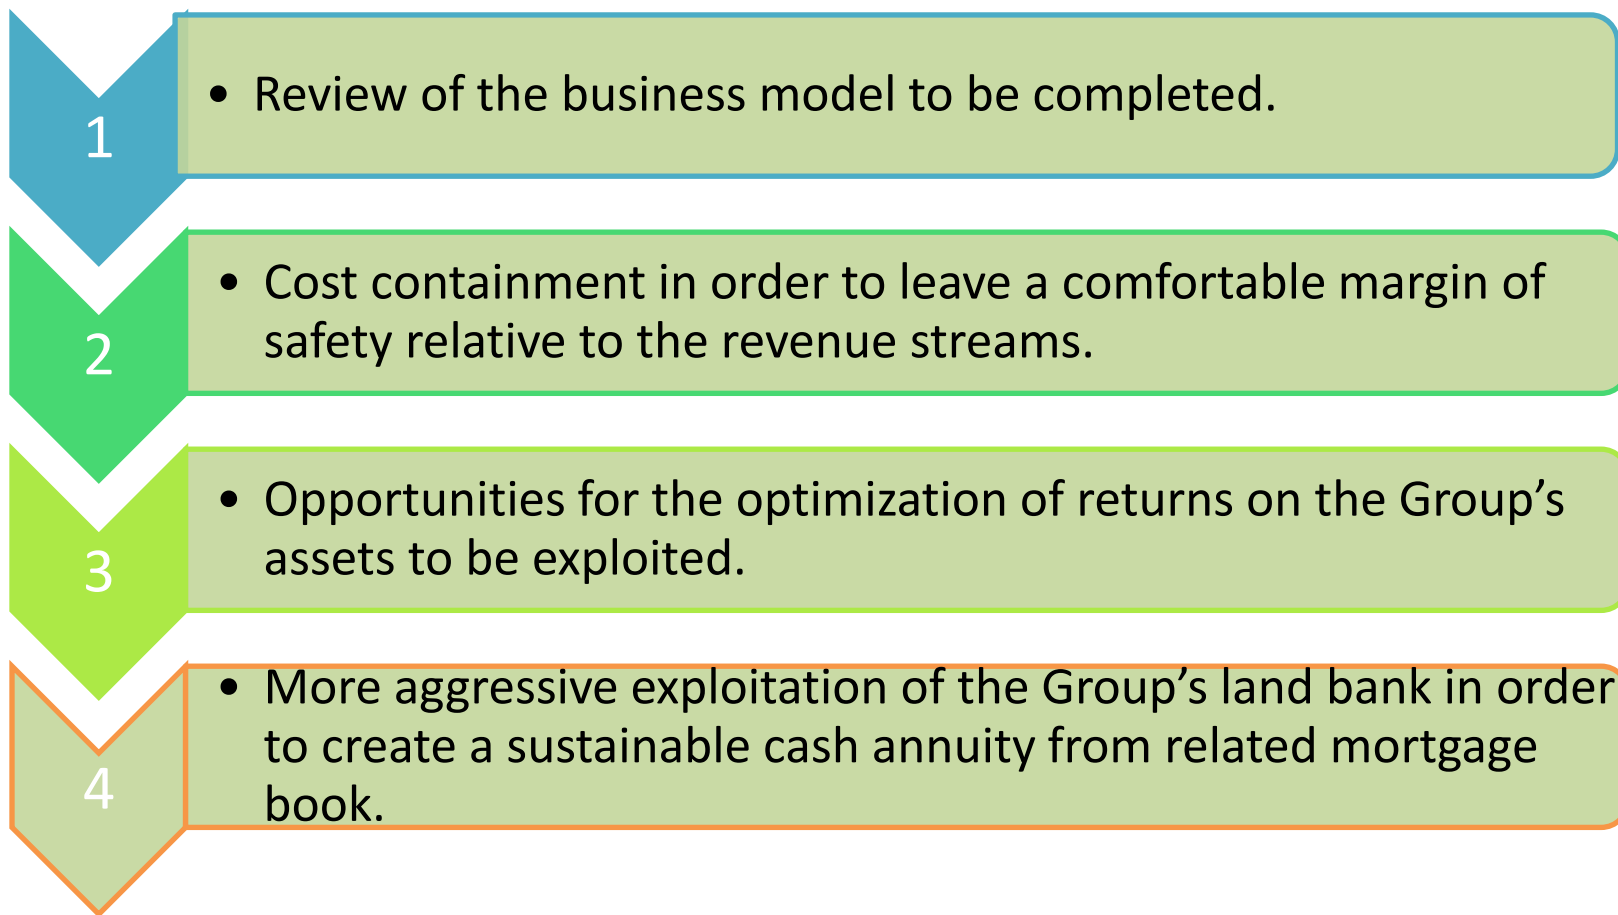 1
• Review of the business model to be completed.
2
• Cost containment in order to leave a comfortable margin of
safety relative to the revenue streams.
3
• Opportunities for the optimization of returns on the Group’s
assets to be exploited.
4
• More aggressive exploitation of the Group’s land bank in order
to create a sustainable cash annuity from related mortgage
book.